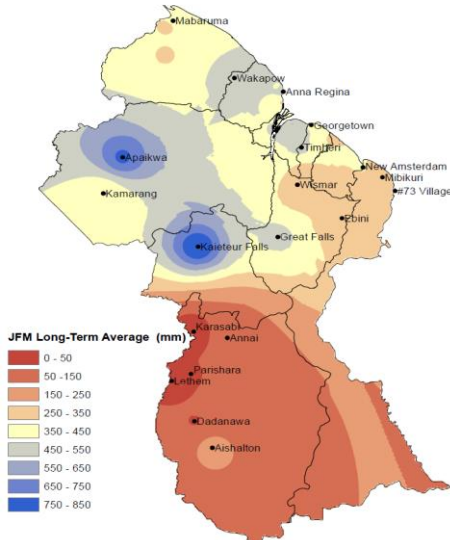 Mabaruma
Wakapow
Anna Regina
Georgetown
Timheri
Apaikwa
New Amsterdam
Mibikuri
Wismar
#73 Village
Kamarang
Ebini
Great Falls
Kaieteur Falls
Karasabi
JFM Long-Term Average (mm)
Annai
0 - 50
50 -150
Parishara
Lethem
150 - 250
250 - 350
350 - 450
Dadanawa
450 - 550
Aishalton
550 - 650
650 - 750
750 - 850